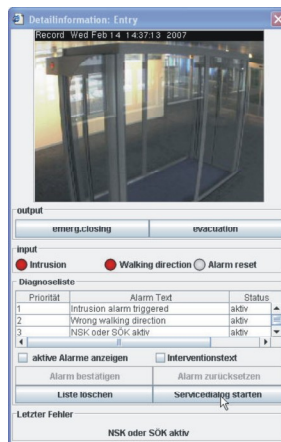 Detailinformation: Entry
Record Wed Feb 14 14:37:13 2007
output
emerg.closing evacuation
input
Intrusion Walking direction Alarm reset
Diagnoseliste
Priorität Alarm Text Status
1 Intrusion alarm triggered aktiv
2 Wrong walking direction aktiv
3 NSK oder SÖK aktiv aktiv
aktive Alarme anzeigen Interventionstext
Alarm bestätigen Alarm zurücksetzen
Liste löschen Servicedialog starten
Letzter Fehler
NSK oder SÖK aktiv